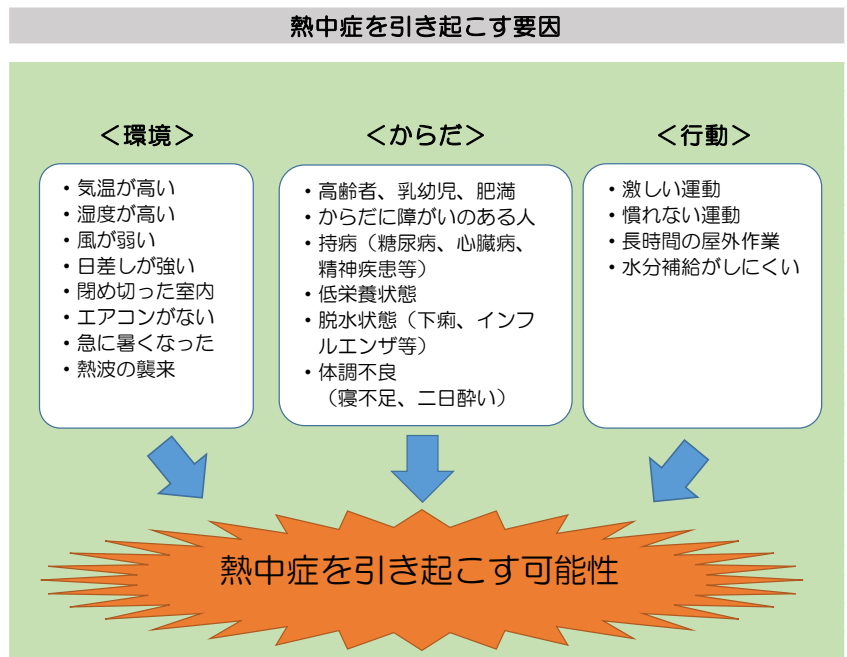 熱中症を引き起こす要因
＜環境＞
・気温が高い
・湿度が高い
・風が弱い
・日差しが強い
・閉め切った室内
・エアコンがない
・急に暑くなった
・熱波の襲来
＜からだ＞
・高齢者、乳幼児、肥満
・からだに障がいのある人
・持病（糖尿病、心臓病、
精神疾患等）
・低栄養状態
・脱水状態（下痢、インフ
ルエンザ等）
・体調不良
（寝不足、二日酔い）
＜行動＞
・激しい運動
・慣れない運動
・長時間の屋外作業
・水分補給がしにくい
熱中症を引き起こす可能性